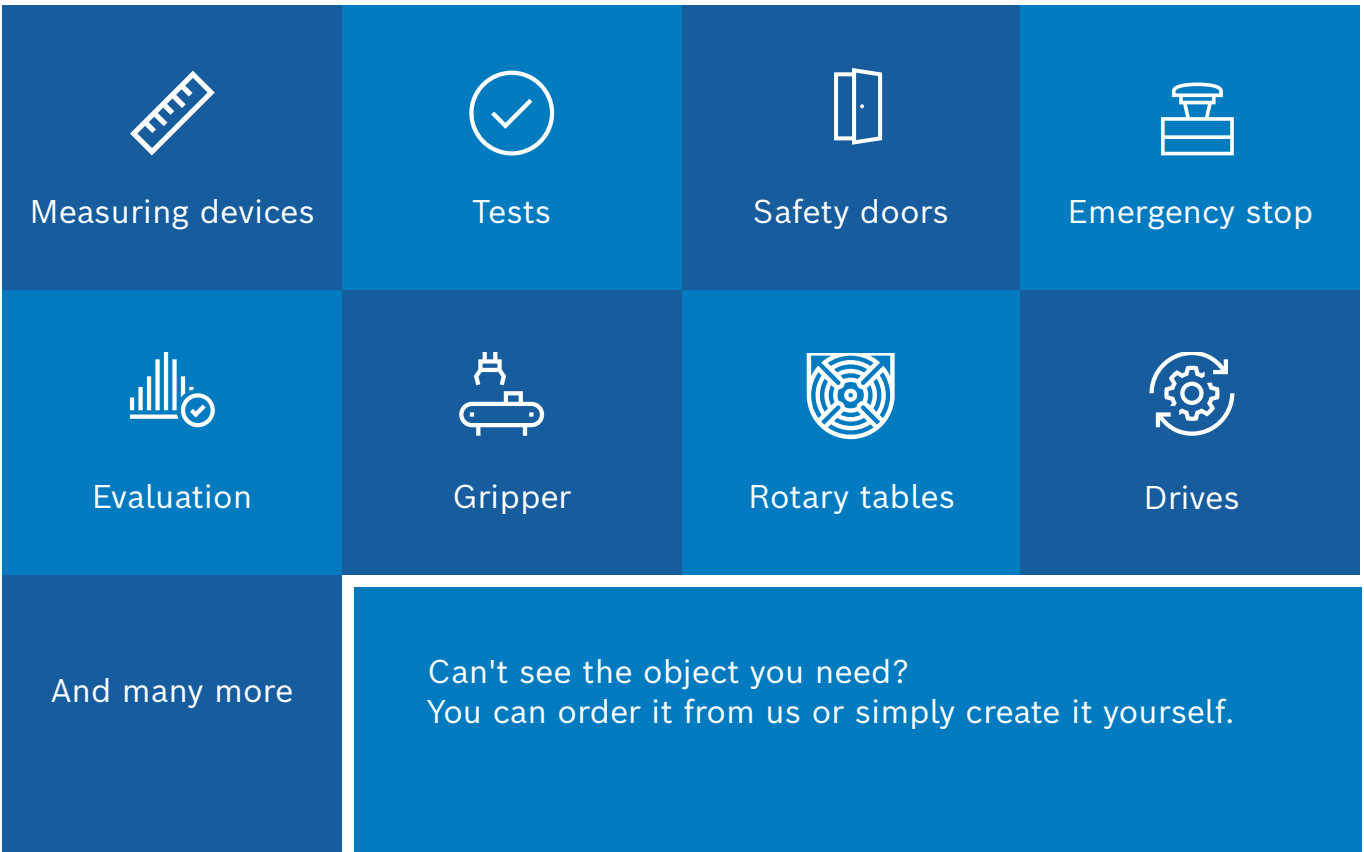 Measuring devices
Tests
Safety doors
Emergency stop
Evaluation
Gripper
Rotary tables
Drives
And many more
Can't see the object you need?
You can order it from us or simply create it yourself.